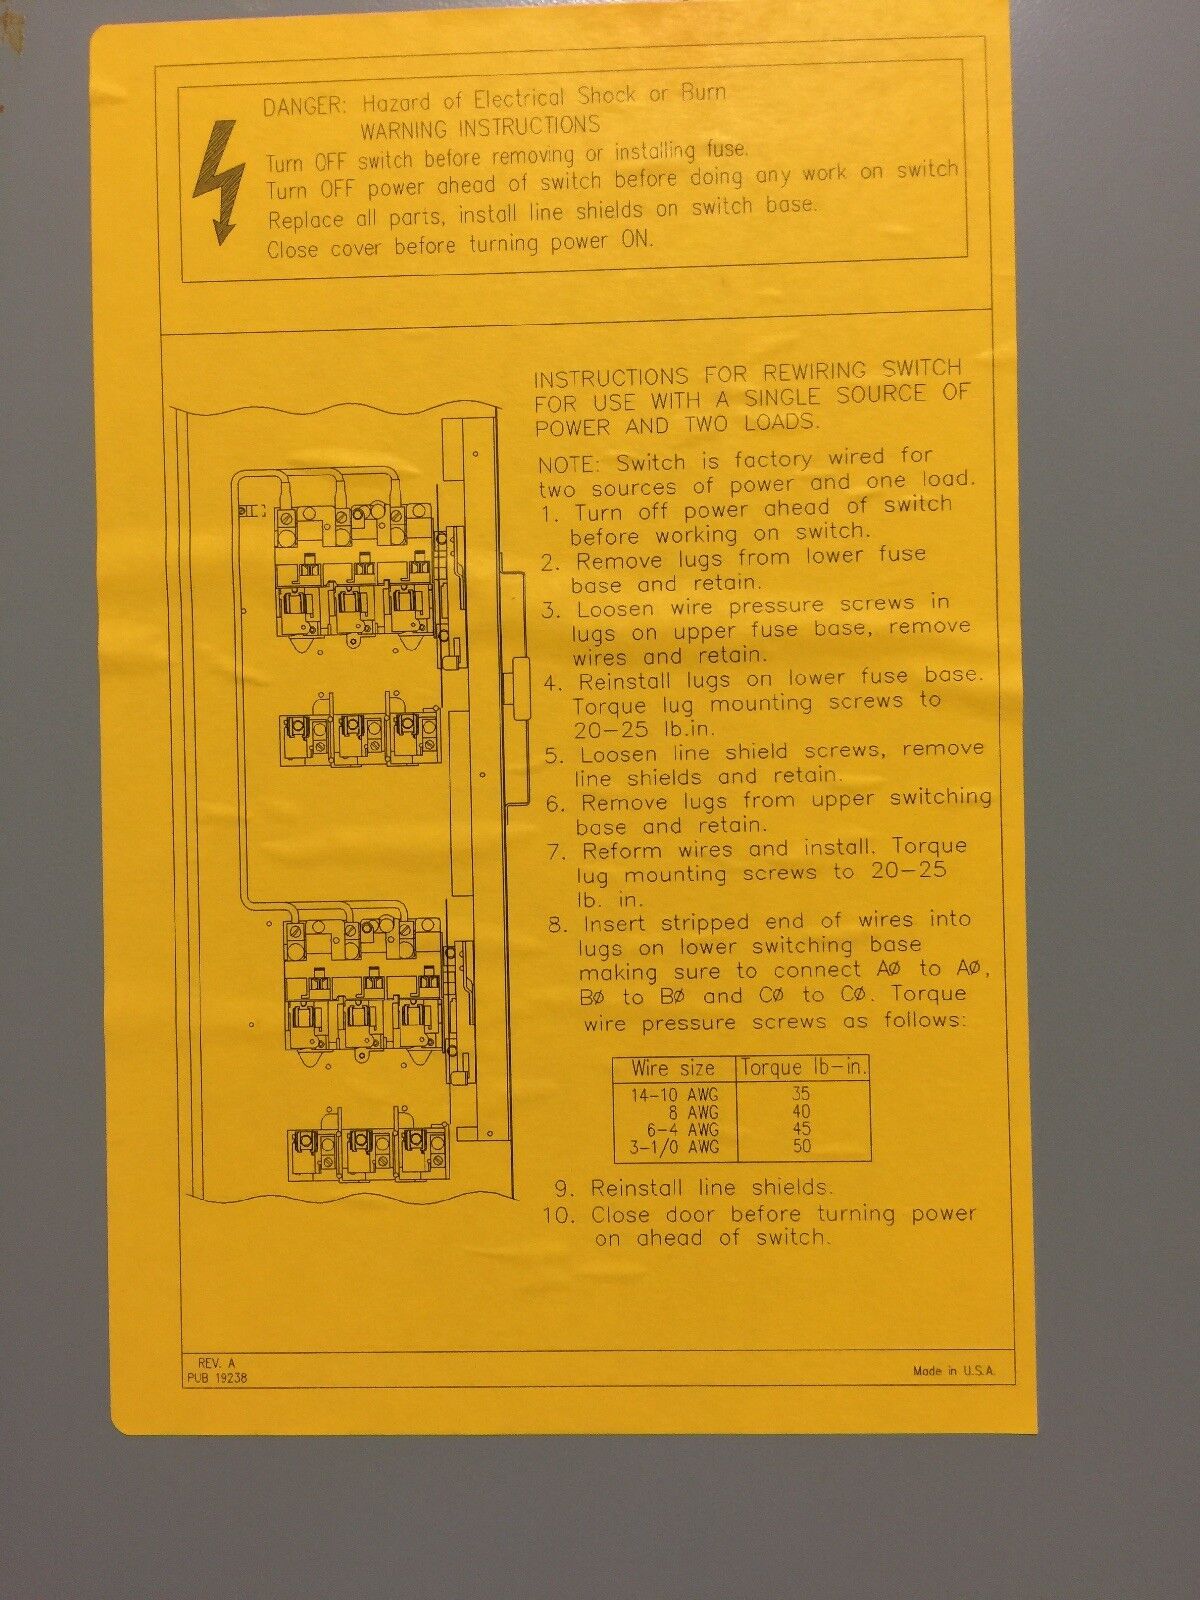 DANGER: Hazard of Electrical Shock or Burn
WARNING INSTRUCTIONS
Turn OFF switch before removing or installing fuse.
Turn OFF power ahead of switch before doing any work on switch
Replace all parts, install line shields on switch base.
Close cover before turning power ON.
INSTRUCTIONS FOR REWIRING SWITCH
FOR USE WITH A SINGLE SOURCE OF
POWER AND TWO LOADS.
NOTE: Switch is factory wired for
two sources of power and one load.
1. Turn off power ahead of switch
before working on switch.
2. Remove lugs from lower fuse
base and retain.
3. Loosen wire pressure screws in
lugs on upper fuse base, remove
wires and retain.
4. Reinstall lugs on lower fuse base.
Torque lug mounting screws to
20-25 lb.in.
5. Loosen line shield screws, remove
line shields and retain.
6. Remove lugs from upper switching
base and retain.
7. Reform wires and install. Torque
lug mounting screws to 20-25
lb. in.
8. Insert stripped end of wires into
lugs on lower switching base
making sure to connect AØ to AØ,
BØ to BØ and CØ to CØ. Torque
wire pressure screws as follows:
Wire size Torque lb-in.
14-10 AWG 35
8 AWG 40
6-4 AWG 45
3-1/0 AWG 50
9. Reinstall line shields.
10. Close door before turning power
on ahead of switch.
REV. A
PUB 19238
Made in U.S.A.